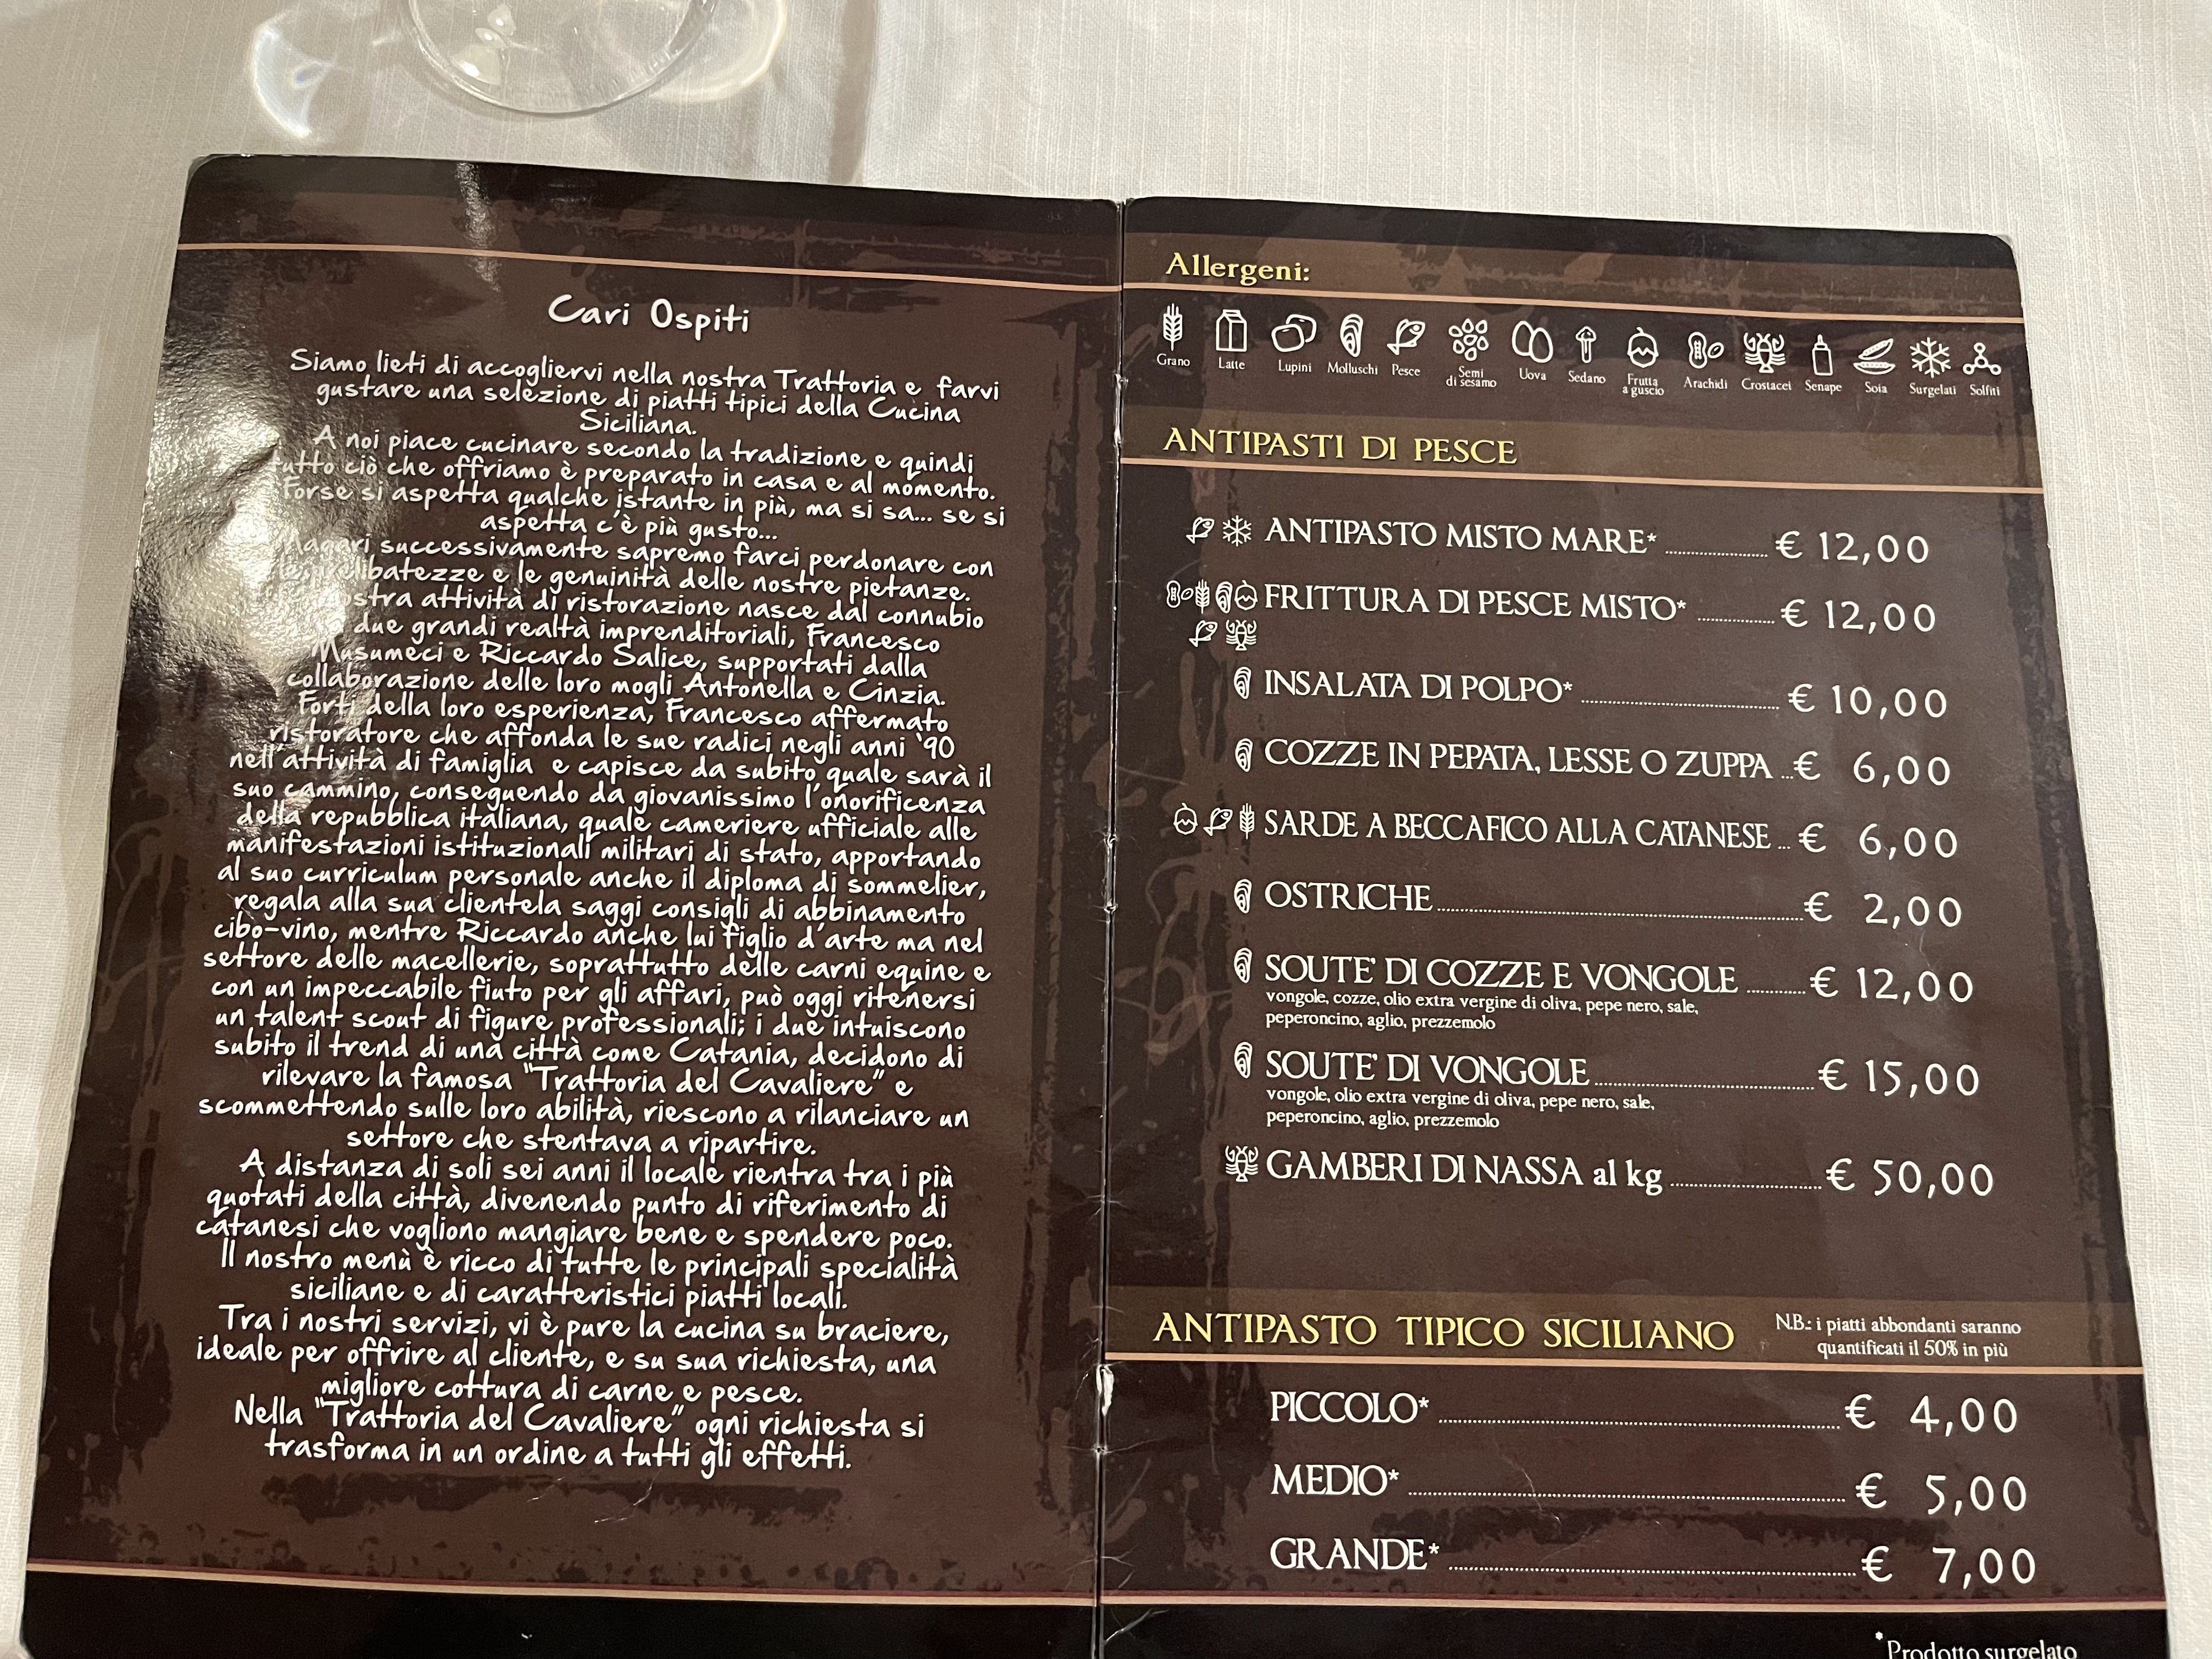 Cari Ospiti
Siamo lieti di accogliervi nella nostra Trattoria e farvi
gustare una selezione di piatti tipici della Cucina
Siciliana.
A noi piace cucinare secondo la tradizione e quindi
tutto ciò che offriamo è preparato in casa e al momento.
Forse si aspetta qualche istante in più, ma si sa... se si
aspetta c'è più gusto...
Magari successivamente sapremo farci perdonare con
le prelibatezze e le genuinità delle nostre pietanze.
nostra attività di ristorazione nasce dal connubio
due grandi realtà imprenditoriali, Francesco
Musumeci e Riccardo Salice, supportati dalla
collaborazione delle loro mogli Antonella e Cinzia.
Forti della loro esperienza, Francesco affermato
ristoratore che affonda le sue radici negli anni '90
nell'attività di famiglia e capisce da subito quale sarà il
suo cammino, conseguendo da giovanissimo l'onorificenza
della repubblica italiana, quale cameriere ufficiale alle
manifestazioni istituzionali militari di stato, apportando
al suo curriculum personale anche il diploma di sommelier,
regala alla sua clientela saggi consigli di abbinamento
cibo-vino, mentre Riccardo anche lui figlio d'arte ma nel
settore delle macellerie, soprattutto delle carni equine e
con un impeccabile fiuto per gli affari, può oggi ritenersi
un talent scout di figure professionali; i due intuiscono
subito il trend di una città come Catania, decidono di
rilevare la famosa "Trattoria del Cavaliere" e
scommettendo sulle loro abilità, riescono a rilanciare un
settore che stentava a ripartire.
A distanza di soli sei anni il locale rientra tra i più
quotati della città, divenendo punto di riferimento di
catanesi che vogliono mangiare bene e spendere poco.
Il nostro menù è ricco di tutte le principali specialità
siciliane e di caratteristici piatti locali.
Tra i nostri servizi, vi è pure la cucina su braciere,
ideale per offrire al cliente, e su sua richiesta, una
migliore cottura di carne e pesce.
Nella "Trattoria del Cavaliere" ogni richiesta si
trasforma in un ordine a tutti gli effetti.
Allergeni:
Grano Latte Lupini Molluschi Pesce Semi di sesamo Uova Sedano Frutta a guscio Arachidi Crostacei Senape Soia Surgelati Solfiti
ANTIPASTI DI PESCE
ANTIPASTO MISTO MARE* € 12,00
FRITTURA DI PESCE MISTO* € 12,00
INSALATA DI POLPO* € 10,00
COZZE IN PEPATA, LESSE O ZUPPA € 6,00
SARDE A BECCAFICO ALLA CATANESE € 6,00
OSTRICHE € 2,00
SOUTE' DI COZZE E VONGOLE € 12,00
vongole, cozze, olio extra vergine di oliva, pepe nero, sale,
peperoncino, aglio, prezzemolo
SOUTE' DI VONGOLE € 15,00
vongole, olio extra vergine di oliva, pepe nero, sale,
peperoncino, aglio, prezzemolo
GAMBERI DI NASSA al kg € 50,00
ANTIPASTO TIPICO SICILIANO
N.B.: i piatti abbondanti saranno
quantificati il 50% in più
PICCOLO* € 4,00
MEDIO* € 5,00
GRANDE* € 7,00
*Prodotto surgelato